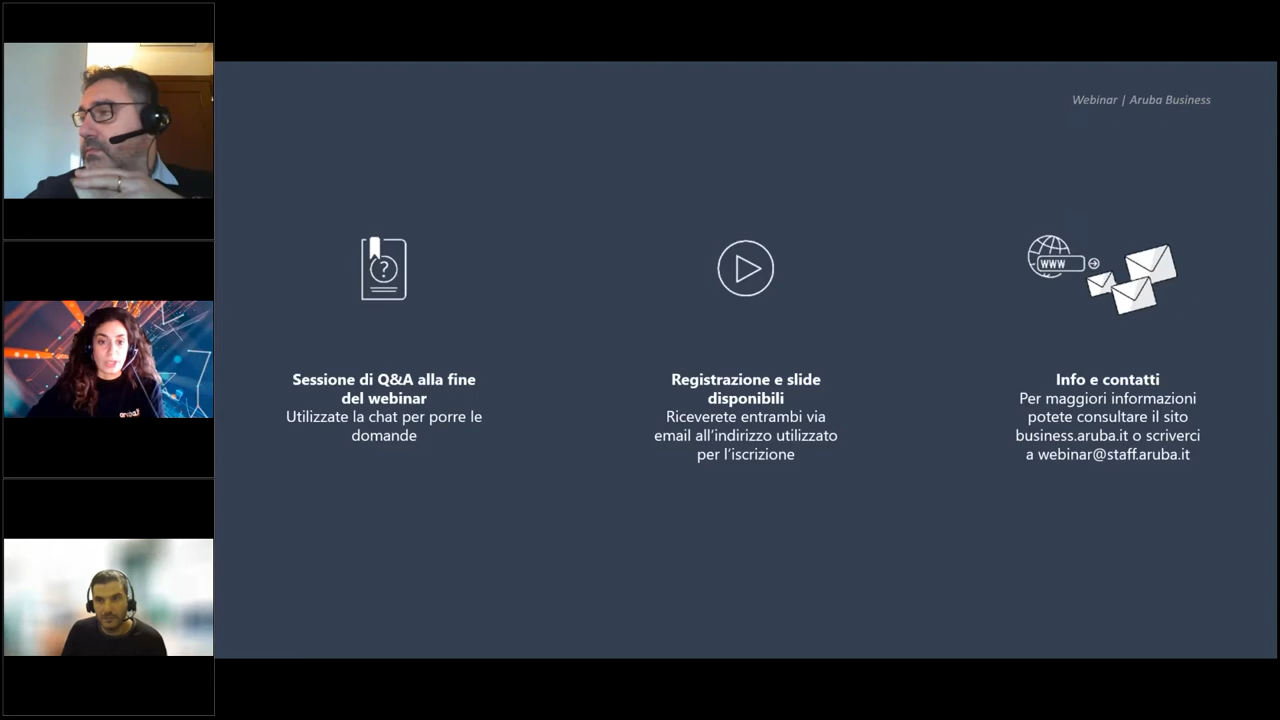 Webinar | Aruba Business
WWW
Sessione di Q&A alla fine
del webinar
Utilizzate la chat per porre le
domande
Registrazione e slide
disponibili
Riceverete entrambi via
email all’indirizzo utilizzato
per l’iscrizione
Info e contatti
Per maggiori informazioni
potete consultare il sito
business.aruba.it o scriverci
a webinar@staff.aruba.it